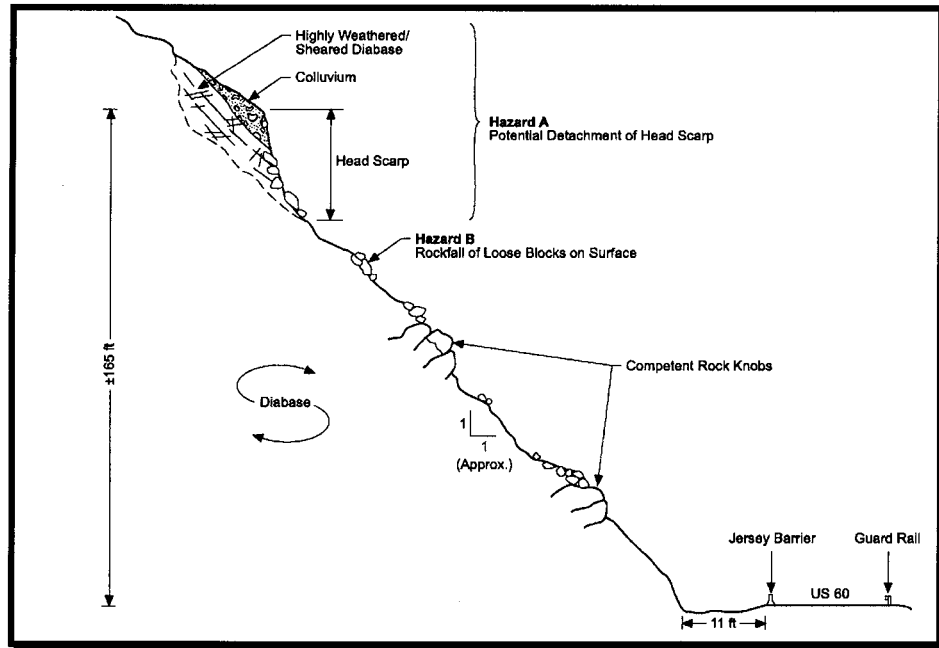 Highly Weathered/
Sheared Diabase
Colluvium
Hazard A
Potential Detachment of Head Scarp
Head Scarp
Hazard B
Rockfall of Loose Blocks on Surface
±165 ft
Competent Rock Knobs
Diabase
1
1
(Approx.)
Jersey Barrier
Guard Rail
US 60
11 ft